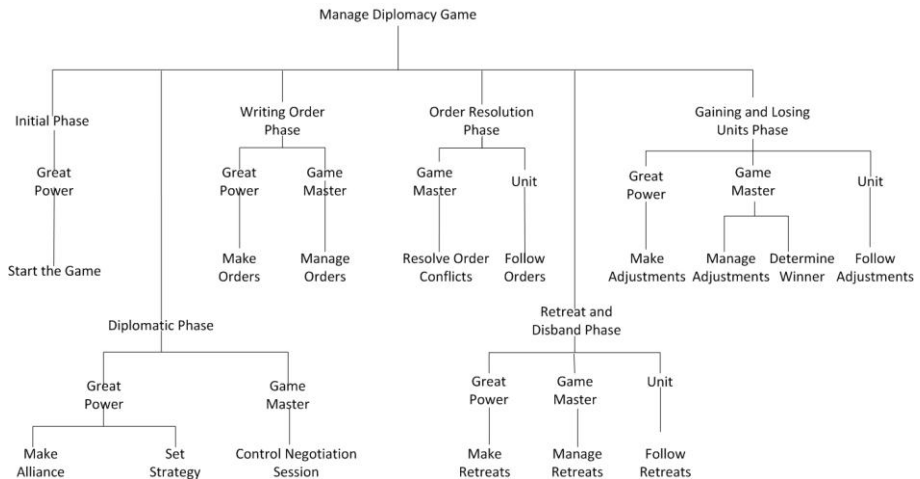 Manage Diplomacy Game
Initial Phase
Great
Power
Start the Game
Writing Order
Phase
Great
Power
Game
Master
Make
Orders
Manage
Orders
Order Resolution
Phase
Game
Master
Unit
Resolve Order
Conflicts
Follow
Orders
Gaining and Losing
Units Phase
Great
Power
Game
Master
Unit
Make
Adjustments
Manage
Adjustments
Determine
Winner
Follow
Adjustments
Diplomatic Phase
Great
Power
Game
Master
Make
Alliance
Set
Strategy
Control Negotiation
Session
Retreat and
Disband Phase
Great
Power
Game
Master
Unit
Make
Retreats
Manage
Retreats
Follow
Retreats